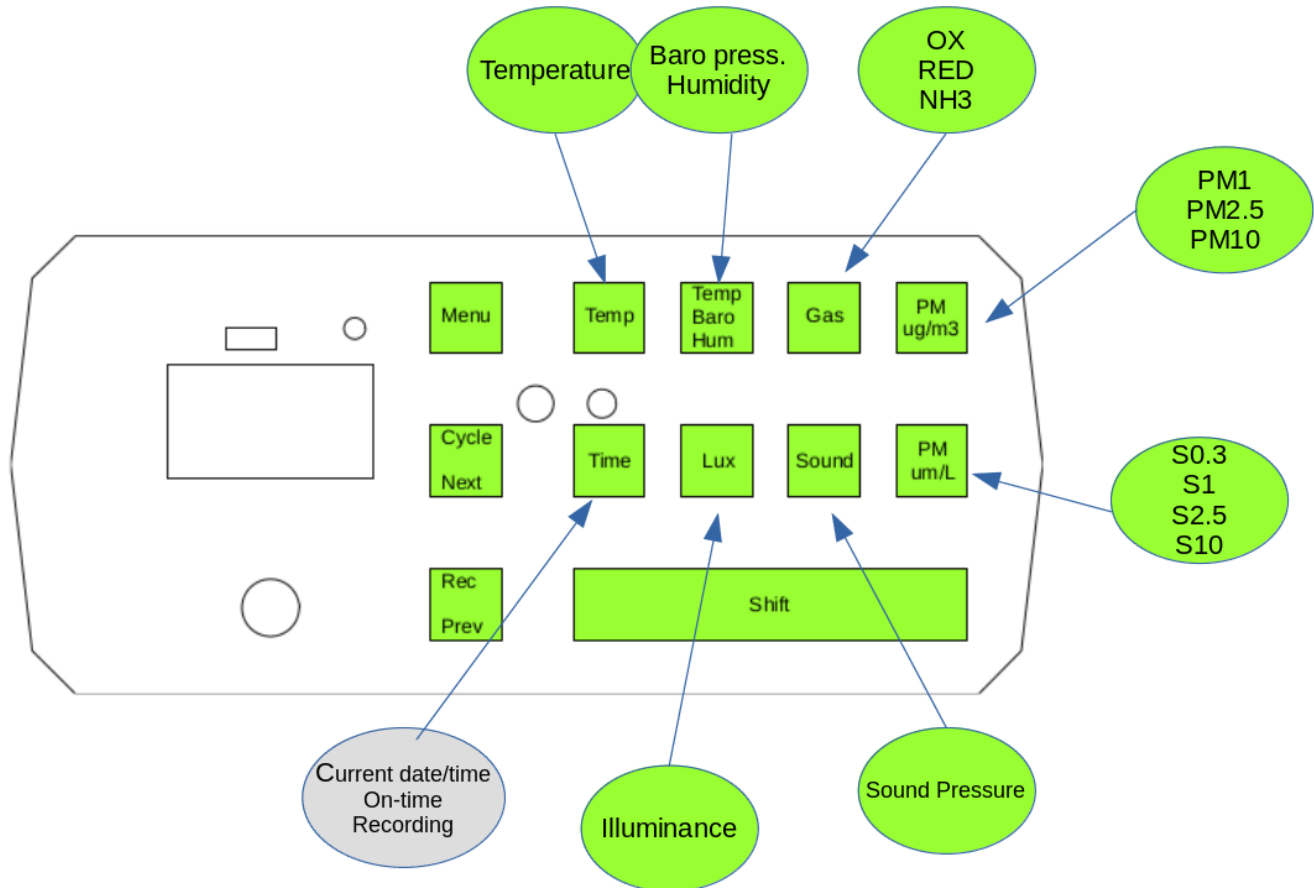 Temperature
Baro press.
Humidity
OX
RED
NH3
PM1
PM2.5
PM10
Menu
Temp
Temp
Baro
Hum
Gas
PM
ug/m3
Cycle
Next
Time
Lux
Sound
PM
um/L
S0.3
S1
S2.5
S10
Rec
Prev
Shift
Current date/time
On-time
Recording
Illuminance
Sound Pressure